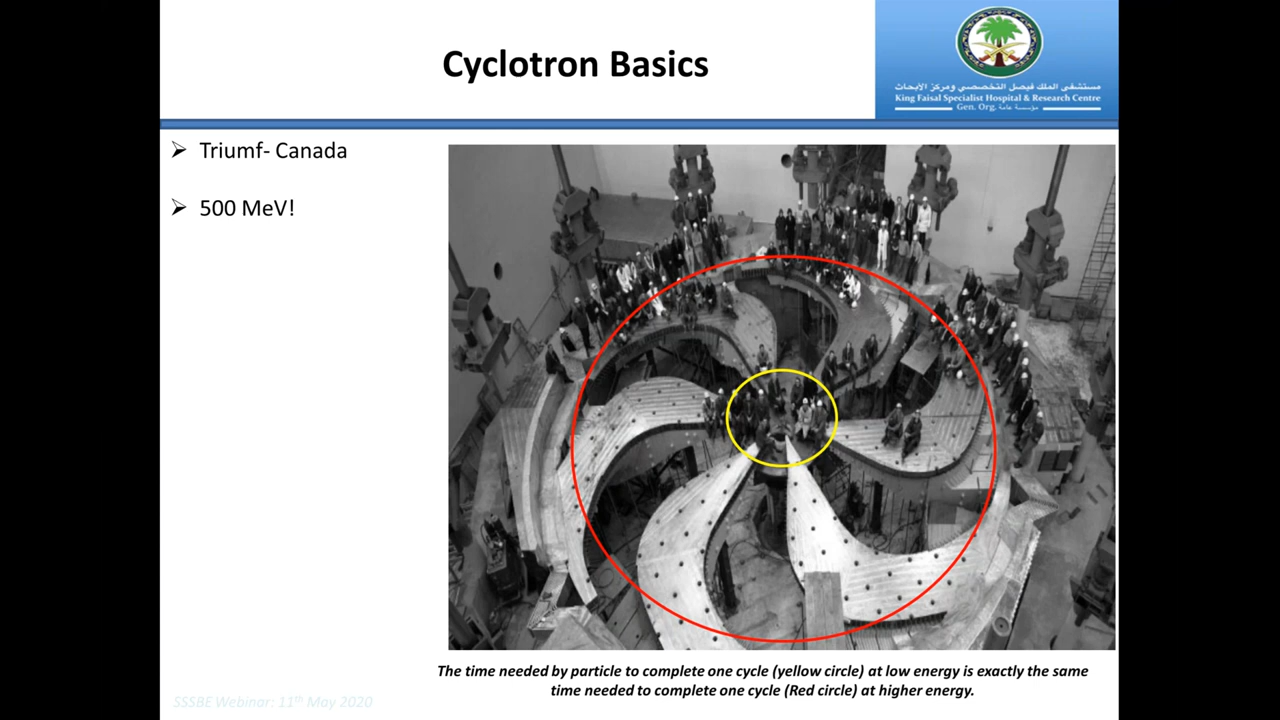 Cyclotron Basics
مستشفى الملك فيصل التخصصي ومركز الأبحاث
King Faisal Specialist Hospital & Research Centre
Gen. Org. مؤسسة عامة
➢ Triumf- Canada
➢ 500 MeV!
The time needed by particle to complete one cycle (yellow circle) at low energy is exactly the same
time needed to complete one cycle (Red circle) at higher energy.
SSSBE Webinar: 11th May 2020